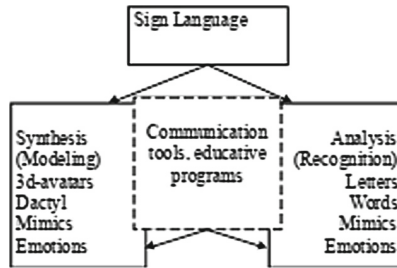 Sign Language
Synthesis
(Modeling)
3d-avatars
Dactyl
Mimics
Emotions
Communication
tools, educative
programs
Analysis
(Recognition)
Letters
Words
Mimics
Emotions